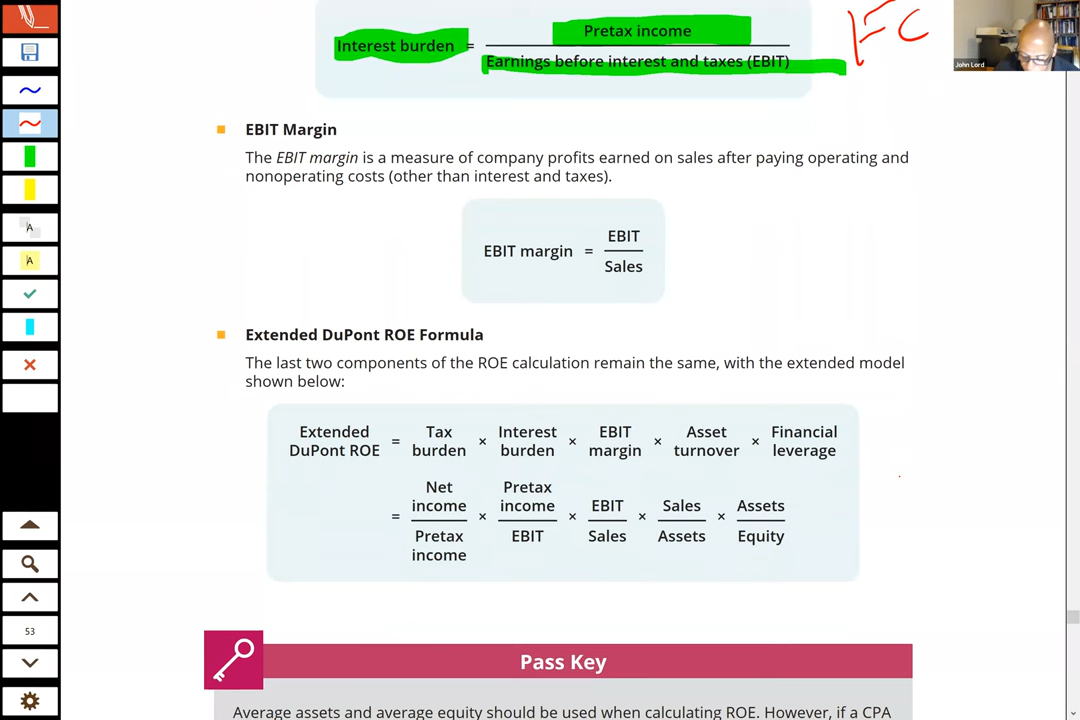 Interest burden = Pretax income
Earnings before interest and taxes (EBIT)
FC
John Lord
EBIT Margin
The EBIT margin is a measure of company profits earned on sales after paying operating and
nonoperating costs (other than interest and taxes).
EBIT margin = EBIT
Sales
Extended DuPont ROE Formula
The last two components of the ROE calculation remain the same, with the extended model
shown below:
Extended DuPont ROE = Tax burden × Interest burden × EBIT margin × Asset turnover × Financial leverage
= Net income / Pretax income × Pretax income / EBIT × EBIT / Sales × Sales / Assets × Assets / Equity
53
Pass Key
Average assets and average equity should be used when calculating ROE. However, if a CPA